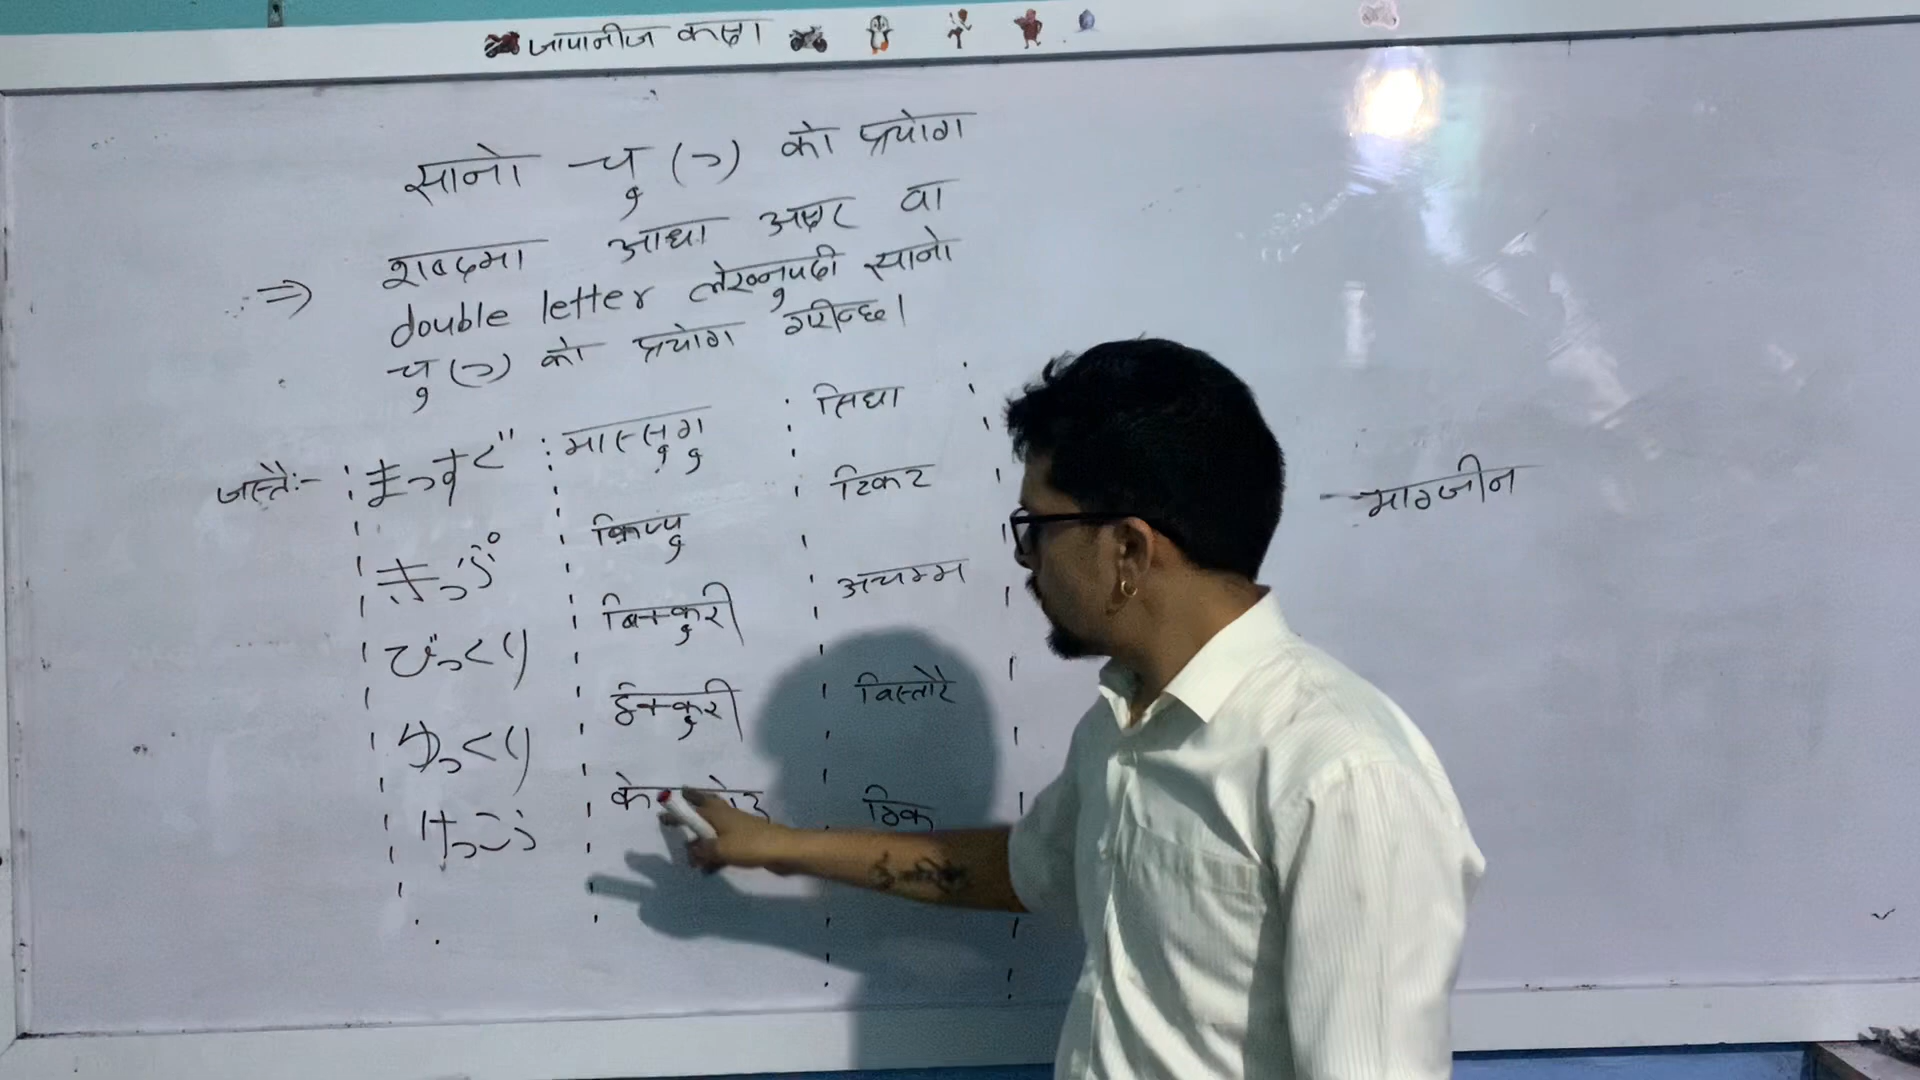 जापानीज कक्षा
सानो चु (っ) को प्रयोग
⇒ शब्दमा आधा अक्षर वा
double letter लेख्नुपर्दा सानो
चु (っ) को प्रयोग गरीन्छ।
जस्तै:- まっすぐ : मास्सुग : सिधा
きっぷ : किप्पु : टिकट
びっくり : बिक्कुरी : अचम्म
ゆっくり : ईक्कुरी : विस्तारै
けっこう : ठिक
मागजीन